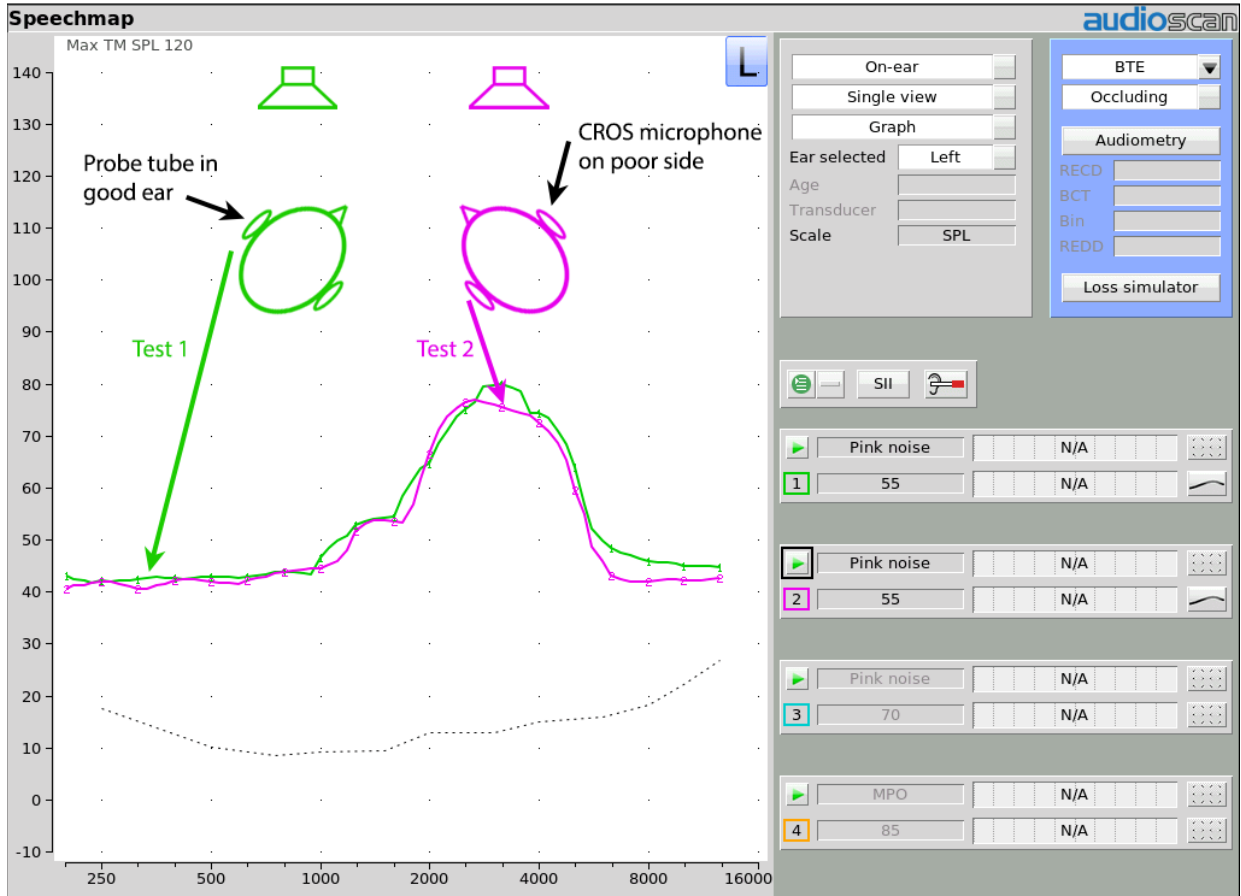 Speechmap
audioscan
Max TM SPL 120
L
140
130
120
110
100
90
80
70
60
50
40
30
20
10
0
-10
250
500
1000
2000
4000
8000
16000
Probe tube in
good ear
CROS microphone
on poor side
Test 1
Test 2
On-ear
Single view
Graph
Ear selected Left
Age
Transducer
Scale SPL
BTE
Occluding
Audiometry
RECD
BCT
Bin
REDD
Loss simulator
SII
Pink noise N/A
1 55 N/A
Pink noise N/A
2 55 N/A
Pink noise N/A
3 70 N/A
MPO N/A
4 85 N/A